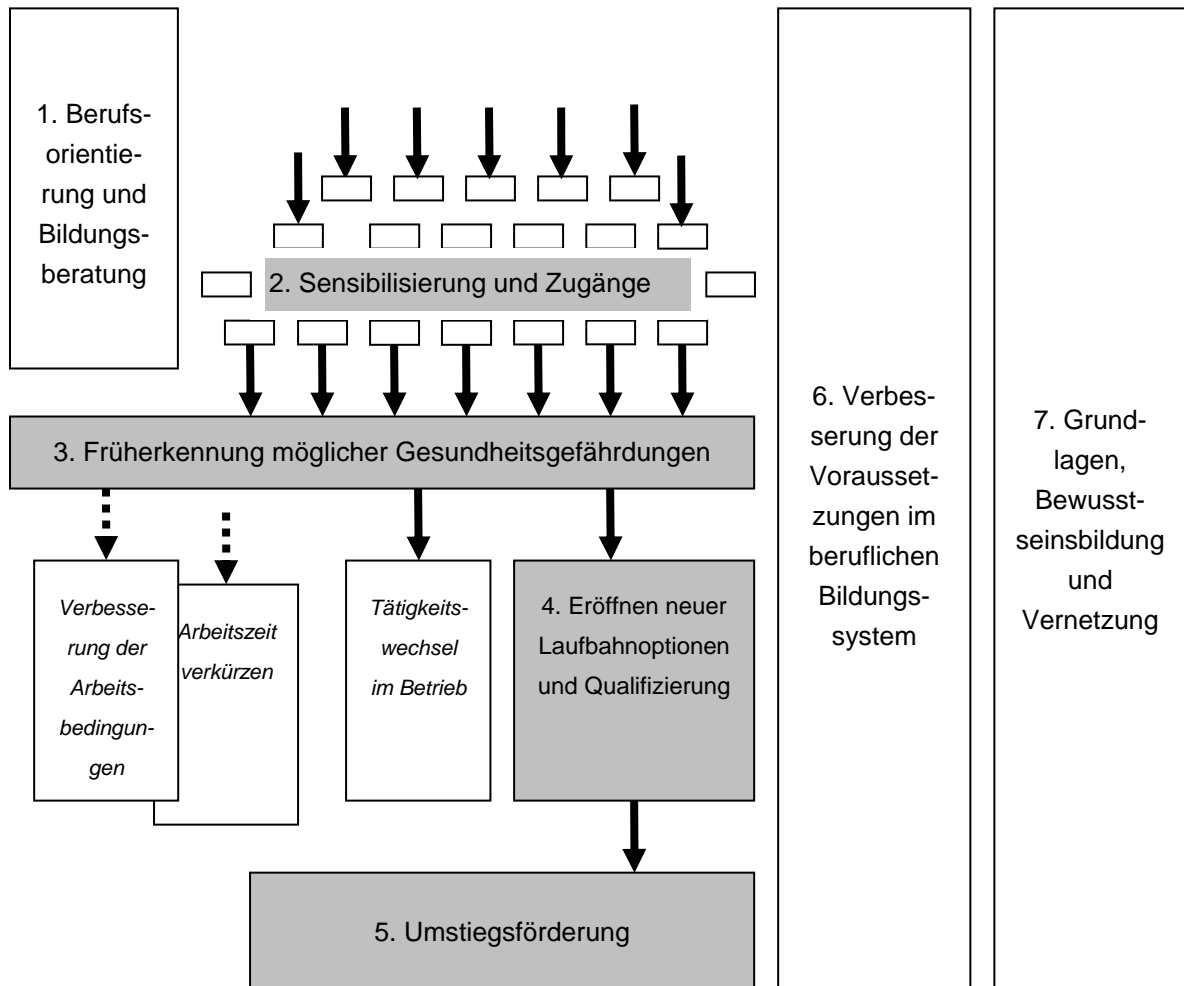 1. Berufs-
orientie-
rung und
Bildungs-
beratung
2. Sensibilisierung und Zugänge
3. Früherkennung möglicher Gesundheitsgefährdungen
Verbesse-
rung der
Arbeits-
bedingun-
gen
Arbeitszeit
verkürzen
Tätigkeits-
wechsel
im Betrieb
4. Eröffnen neuer
Laufbahnoptionen
und Qualifizierung
5. Umstiegsförderung
6. Verbes-
serung der
Vorausset-
zungen im
beruflichen
Bildungs-
system
7. Grund-
lagen,
Bewusst-
seinsbildung
und
Vernetzung